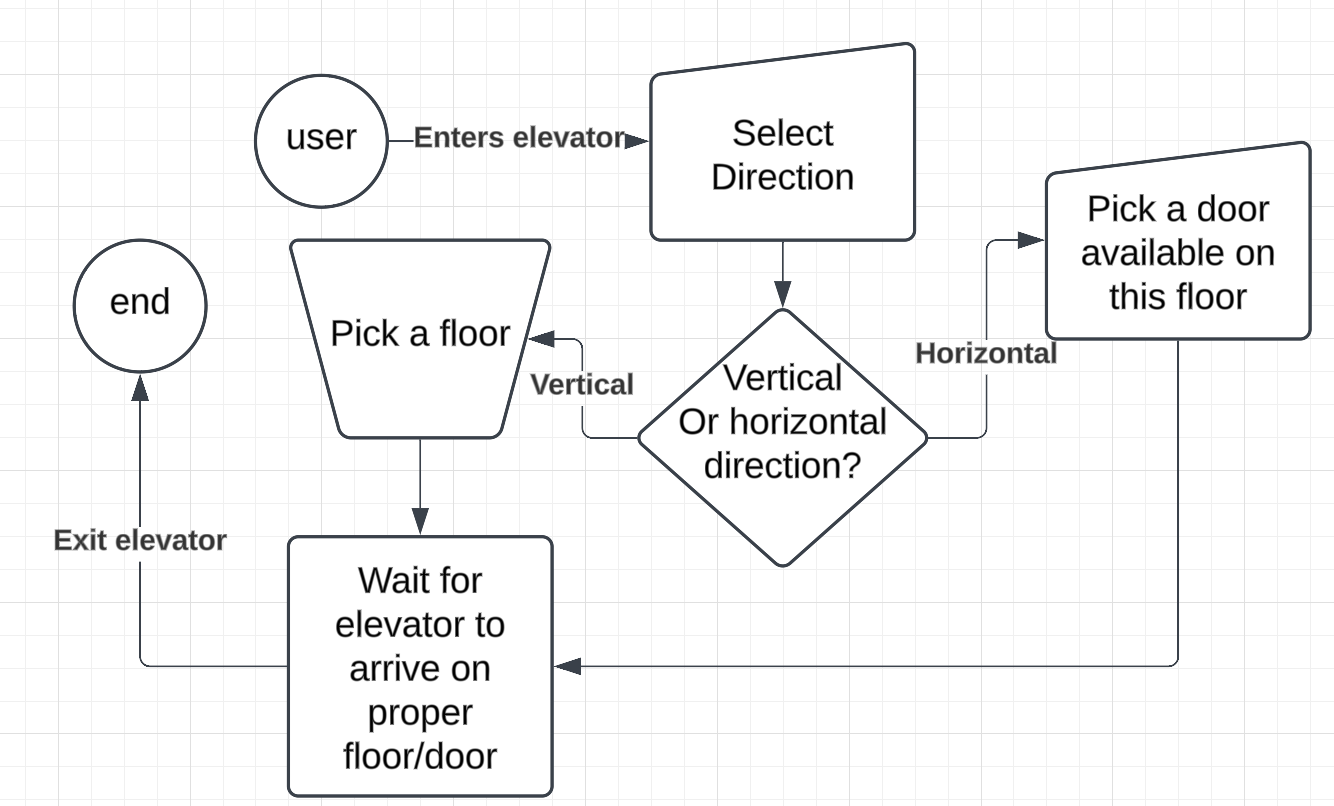 user
Enters elevator
Select
Direction
Pick a door
available on
this floor
end
Pick a floor
Vertical
Vertical
Or horizontal
direction?
Horizontal
Exit elevator
Wait for
elevator to
arrive on
proper
floor/door